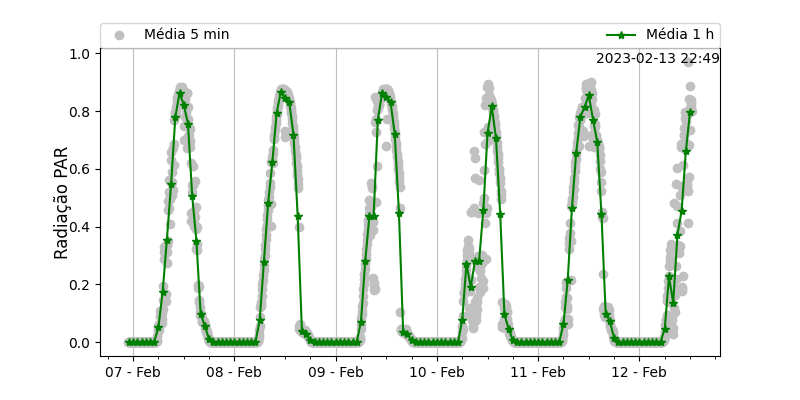 Média 5 min
Média 1 h
2023-02-13 22:49
Radiação PAR
1.0
0.8
0.6
0.4
0.2
0.0
07 - Feb
08 - Feb
09 - Feb
10 - Feb
11 - Feb
12 - Feb